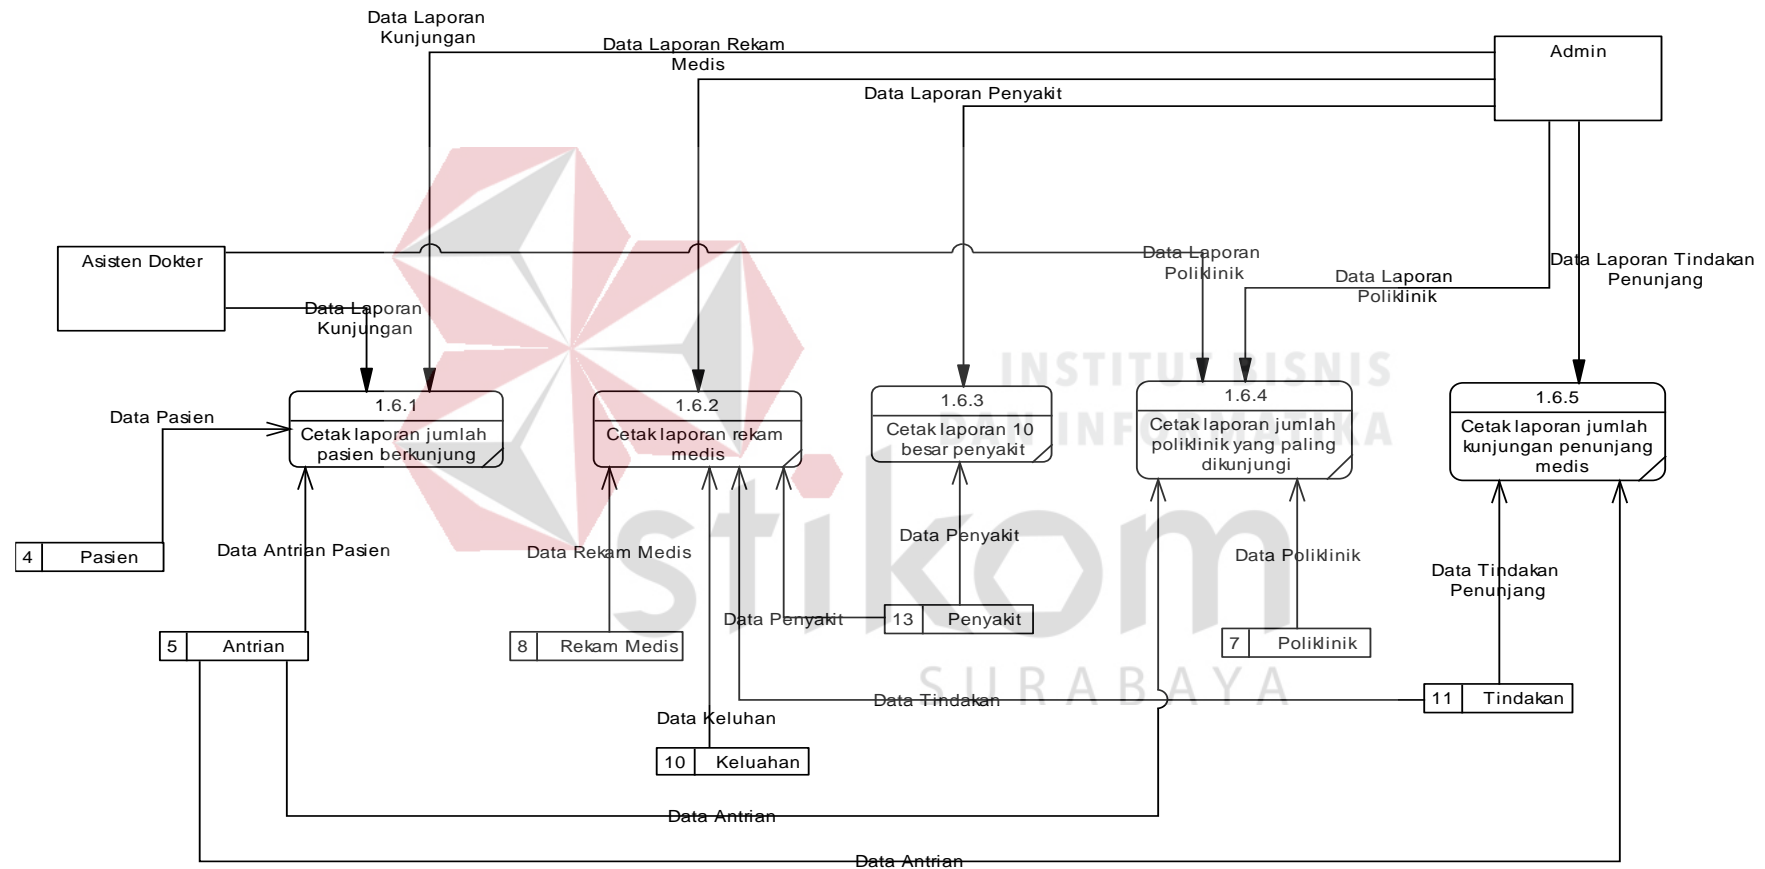 Data Laporan
Kunjungan
Data Laporan Rekam
Medis
Admin
Data Laporan Penyakit
Asisten Dokter
Data Laporan
Poliklinik
Data Laporan
Poliklinik
Data Laporan Tindakan
Penunjang
Data Laporan
Kunjungan
INSTITUT BISNIS
DAN INFORMATIKA
stikom
SURABAYA
1.6.1
Cetak laporan jumlah
pasien berkunjung
1.6.2
Cetak laporan rekam
medis
1.6.3
Cetak laporan 10
besar penyakit
1.6.4
Cetak laporan jumlah
poliklinik yang paling
dikunjungi
1.6.5
Cetak laporan jumlah
kunjungan penunjang
medis
Data Pasien
4 Pasien
Data Antrian Pasien
Data Rekam Medis
Data Penyakit
Data Poliklinik
Data Tindakan
Penunjang
Data Penyakit
13 Penyakit
5 Antrian
8 Rekam Medis
7 Poliklinik
Data Tindakan
11 Tindakan
Data Keluhan
10 Keluahan
Data Antrian
Data Antrian